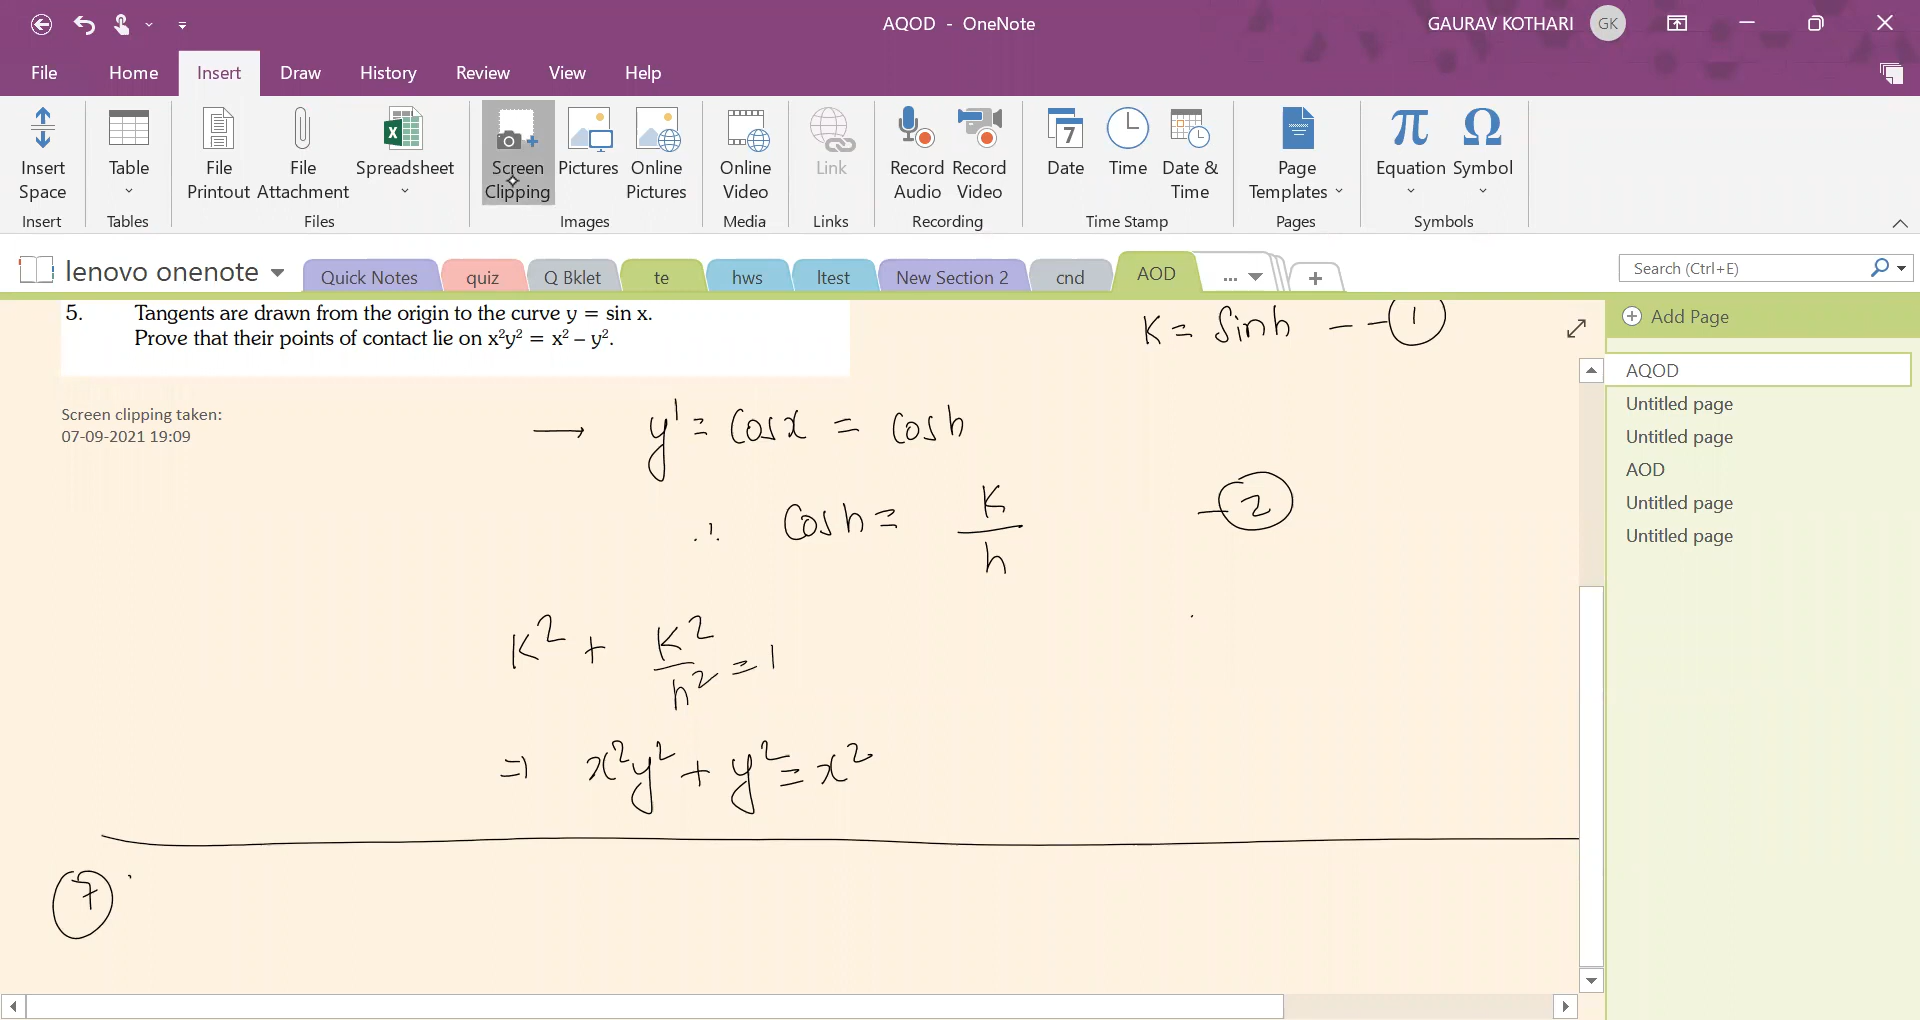 AQOD - OneNote
GAURAV KOTHARI GK
File Home Insert Draw History Review View Help
Insert Space
Table
File Printout
File Attachment
Spreadsheet
Screen Clipping
Pictures
Online Pictures
Online Video
Link
Record Audio
Record Video
7
Date
Time
Date & Time
Page Templates
π
Equation
Ω
Symbol
Insert Tables Files Images Media Links Recording Time Stamp Pages Symbols
lenovo onenote
Quick Notes quiz Q Bklet te hws ltest New Section 2 cnd AOD ... +
Search (Ctrl+E)
Add Page
AQOD
Untitled page
Untitled page
AOD
Untitled page
Untitled page
5. Tangents are drawn from the origin to the curve y = sin x.
Prove that their points of contact lie on x²y² = x² – y².
K = Sinh - - ①
Screen clipping taken:
07-09-2021 19:09
→ y' = Cosx = Cosh
∴ Cosh = K/h - ②
K² + K²/h² = 1
⇒ x²y² + y² = x²
⑦